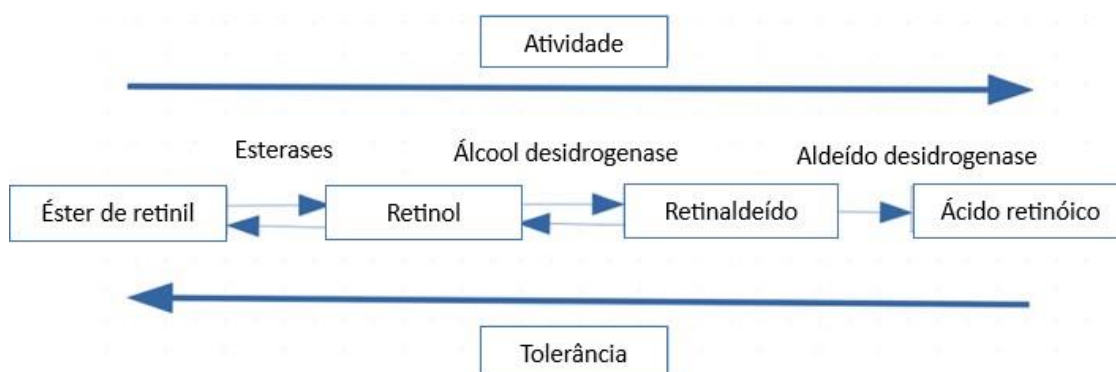 Atividade
Esterases
Álcool desidrogenase
Aldeído desidrogenase
Éster de retinil
Retinol
Retinaldeído
Ácido retinóico
Tolerância